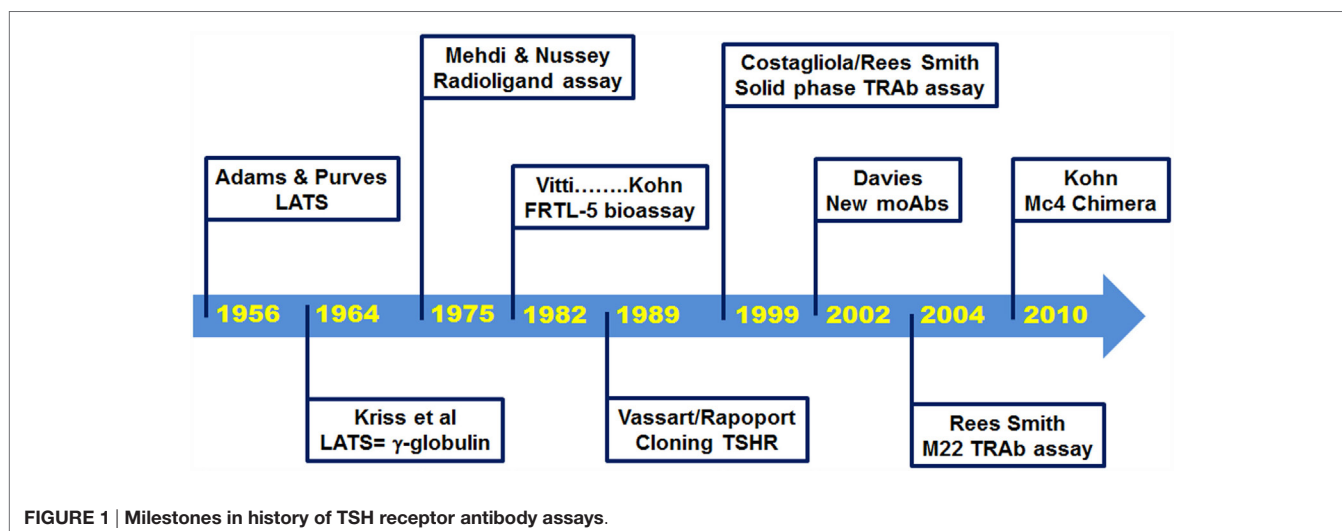 Mehdi & Nussey
Radioligand assay
Costagliola/Rees Smith
Solid phase TRAb assay
Adams & Purves
LATS
Vitti........Kohn
FRTL-5 bioassay
Davies
New moAbs
Kohn
Mc4 Chimera
1956 1964 1975 1982 1989 1999 2002 2004 2010
Kriss et al
LATS= γ-globulin
Vassart/Rapoport
Cloning TSHR
Rees Smith
M22 TRAb assay
FIGURE 1 | Milestones in history of TSH receptor antibody assays.